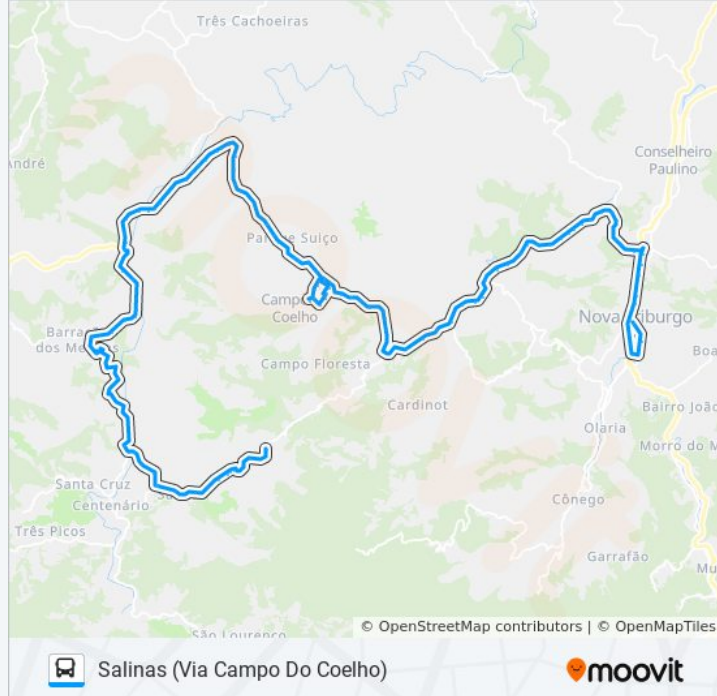 Três Cachoeiras
Conselheiro
Paulino
André
Suíço
Campo
Coelho
Nova Friburgo
Barra
dos
Campo Floresta
Boa
Cardinot
Bairro João
Olaria
Morro do M
Santa Cruz
Centenário
Cônego
Três Picos
Garrafão
Mu
São Lourenço
© OpenStreetMap contributors | © OpenMapTiles
Salinas (Via Campo Do Coelho)
moovit